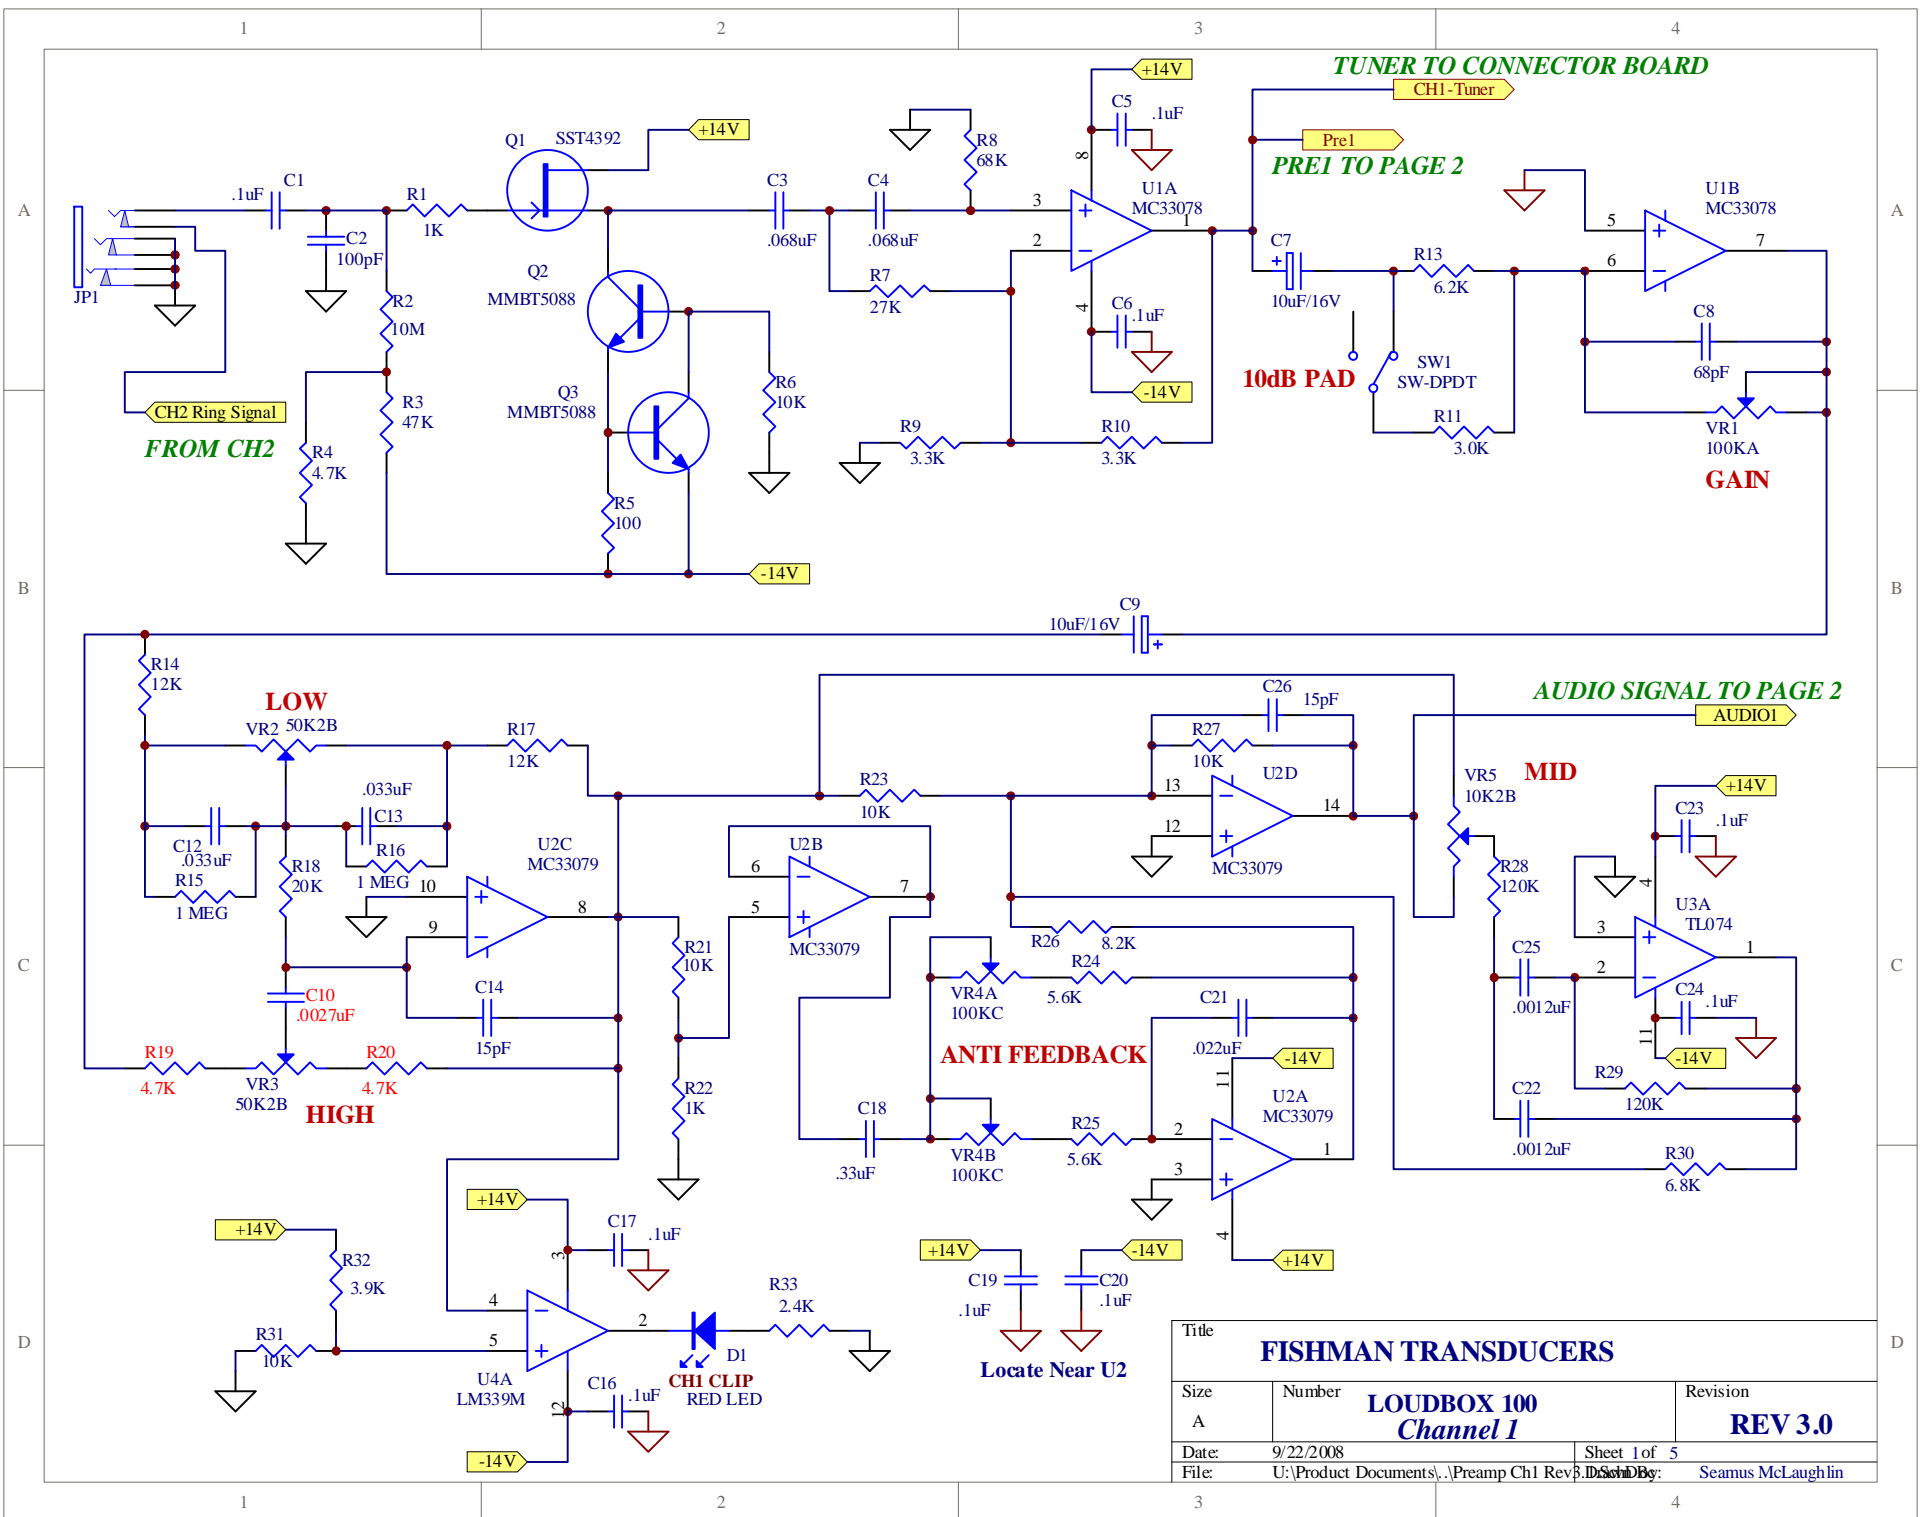 1 2 3 4
A A
B B
C C
D D
1 2 3 4
TUNER TO CONNECTOR BOARD
CH1-Tuner
Pre1
PRE1 TO PAGE 2
+14V
C5 .1uF
8
Q1 SST4392
+14V
R8
68K
U1A
MC33078
3
2
1
4
C6
.1uF
-14V
.1uF C1
R1
1K
C2
100pF
JP1
R2
10M
R3
47K
R4
4.7K
CH2 Ring Signal
FROM CH2
Q2
MMBT5088
Q3
MMBT5088
R5
100
R6
10K
-14V
C3
.068uF
C4
.068uF
R7
27K
R9
3.3K
R10
3.3K
C7
+
10uF/16V
R13
6.2K
10dB PAD
SW1
SW-DPDT
R11
3.0K
U1B
MC33078
5
6
7
C8
68pF
VR1
100KA
GAIN
C9
10uF/16V
+
R14
12K
LOW
VR2 50K2B
R17
12K
.033uF
C13
C12
.033uF
R15
1 MEG
R16
1 MEG
R18
20K
U2C
MC33079
10
9
8
C10
.0027uF
C14
15pF
R19
4.7K
VR3
50K2B
R20
4.7K
HIGH
R21
10K
R22
1K
U2B
6
5
7
MC33079
R23
10K
C26
15pF
R27
10K
U2D
13
12
14
MC33079
AUDIO SIGNAL TO PAGE 2
AUDIO1
VR5
10K2B
MID
+14V
C23
.1uF
R28
120K
4
U3A
TL074
3
2
1
C25
.0012uF
C24
.1uF
11
-14V
R29
120K
C22
.0012uF
R30
6.8K
R26
8.2K
R24
5.6K
VR4A
100KC
C21
.022uF
ANTI FEEDBACK
-14V
11
U2A
MC33079
2
3
1
4
+14V
C18
.33uF
VR4B
100KC
R25
5.6K
+14V
R32
3.9K
R31
10K
+14V
3
C17
.1uF
4
5
2
U4A
LM339M
12
C16
.1uF
-14V
D1
CH1 CLIP
RED LED
R33
2.4K
+14V
-14V
C19
.1uF
C20
.1uF
Locate Near U2
Title
FISHMAN TRANSDUCERS
Size
A
Number
LOUDBOX 100
Channel 1
Revision
REV 3.0
Date: 9/22/2008 Sheet 1 of 5
File: U:\Product Documents\..\Preamp Ch1 Rev3. Seamus McLaughlin